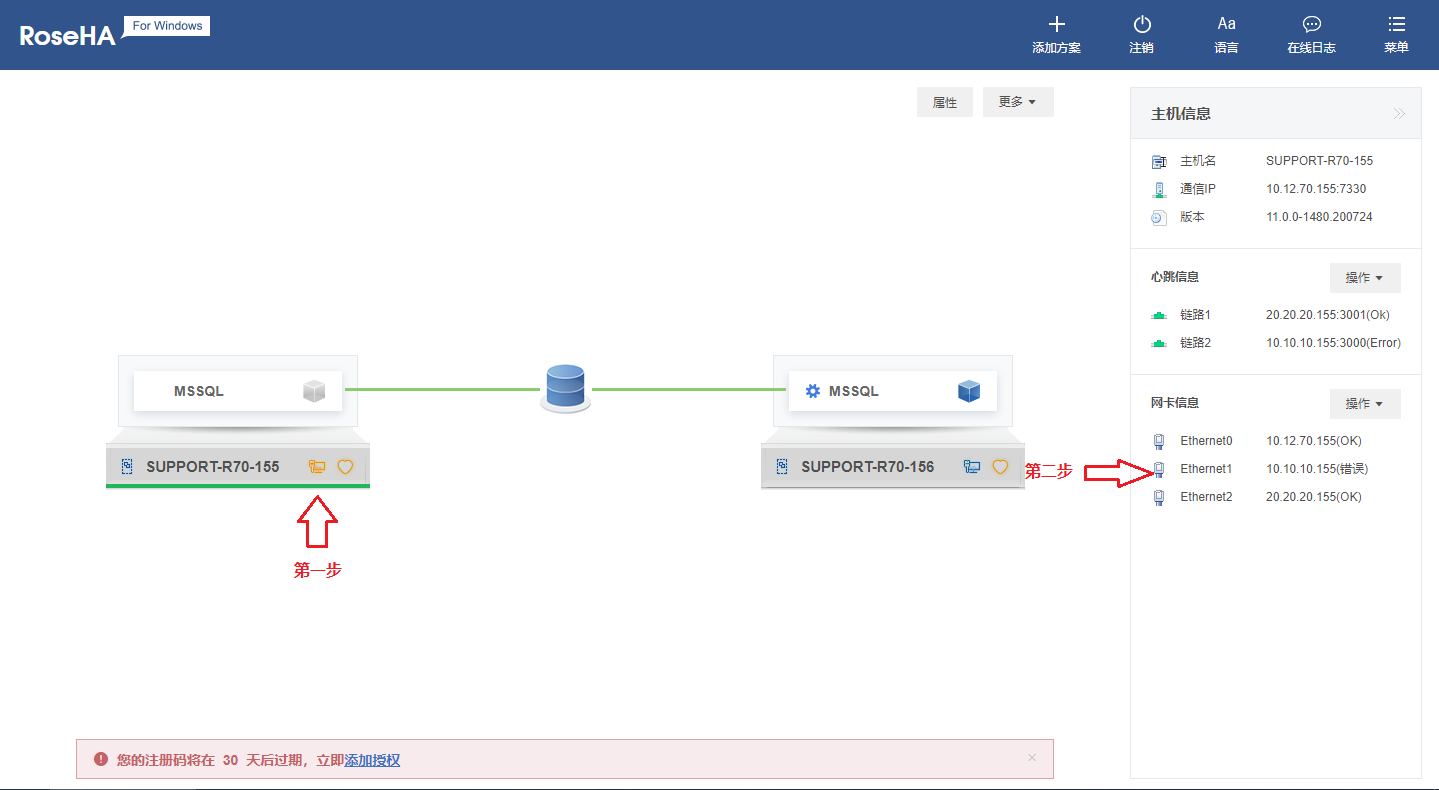 RoseHA
For Windows
添加方案
注销
Aa
语言
在线日志
菜单
属性
更多
主机信息
主机名 SUPPORT-R70-155
通信IP 10.12.70.155:7330
版本 11.0.0-1480.200724
心跳信息 操作
链路1 20.20.20.155:3001(Ok)
链路2 10.10.10.155:3000(Error)
网卡信息 操作
Ethernet0 10.12.70.155(OK)
Ethernet1 10.10.10.155(错误)
Ethernet2 20.20.20.155(OK)
MSSQL
MSSQL
SUPPORT-R70-155
SUPPORT-R70-156
第二步
第一步
您的注册码将在 30 天后过期，立即添加授权